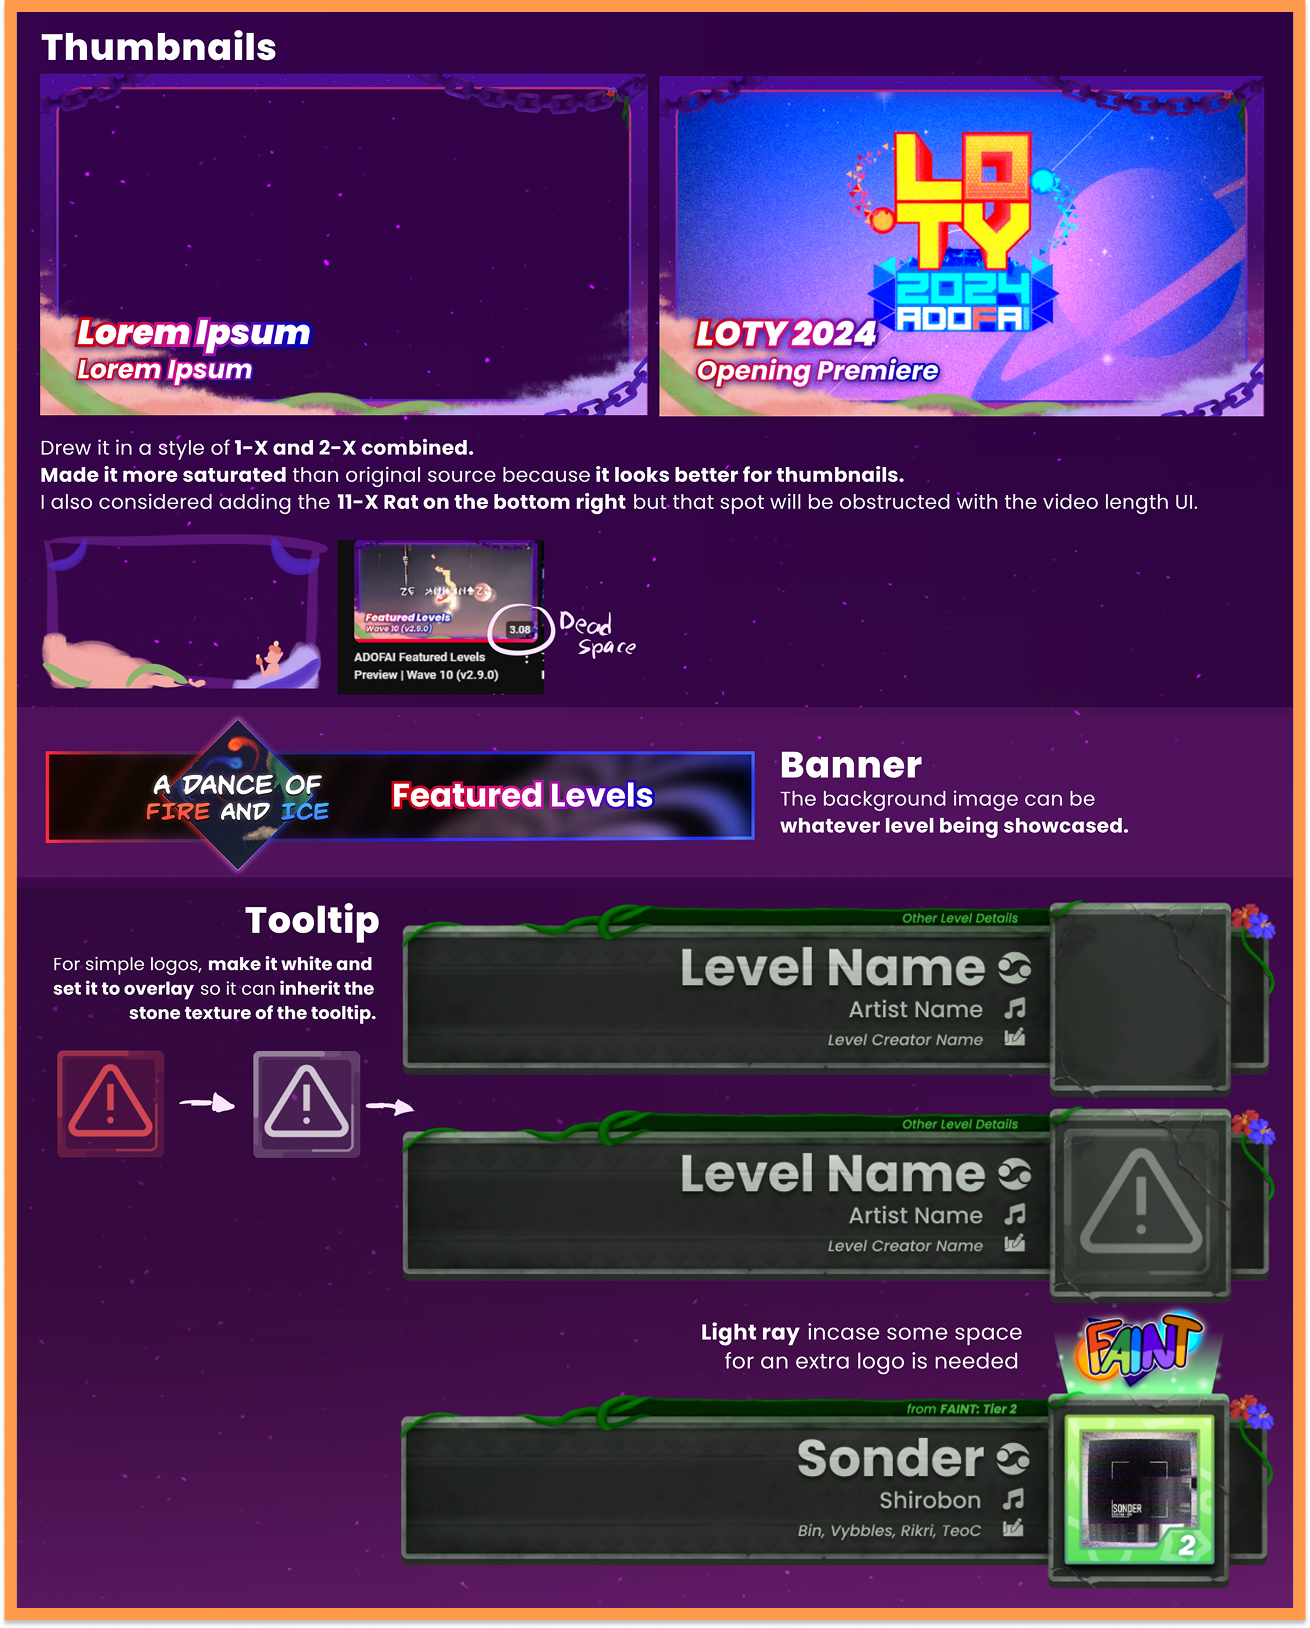 Thumbnails
Lorem Ipsum
Lorem Ipsum
LO
TY
2024
ADOFAI
LOTY 2024
Opening Premiere
Drew it in a style of 1-X and 2-X combined.
Made it more saturated than original source because it looks better for thumbnails.
I also considered adding the 11-X Rat on the bottom right but that spot will be obstructed with the video length UI.
Featured Levels
Wave 10 (v2.9.0)
3.08
ADOFAI Featured Levels
Preview | Wave 10 (v2.9.0)
Dead
Space
A DANCE OF
FIRE AND ICE
Featured Levels
Banner
The background image can be
whatever level being showcased.
Tooltip
For simple logos, make it white and
set it to overlay so it can inherit the
stone texture of the tooltip.
Other Level Details
Level Name
Artist Name
Level Creator Name
Other Level Details
Level Name
Artist Name
Level Creator Name
Light ray incase some space
for an extra logo is needed
FAINT
from FAINT: Tier 2
Sonder
Shirobon
Bin, Vybbles, Rikri, TeoC
SONDER
2